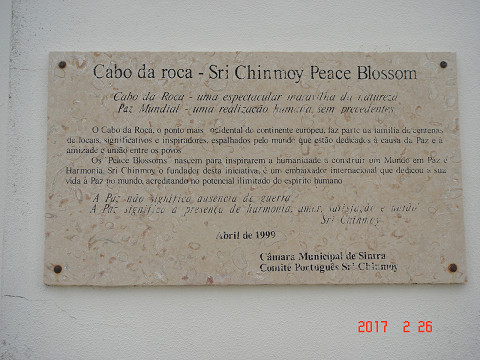 Cabo da roca - Sri Chinmoy Peace Blossom
Cabo da Roca - uma espectacular maravilha da natureza
Paz Mundial - uma realização humana sem precedentes
O Cabo da Roca, o ponto mais ocidental do continente europeu, faz parte da família de centenas
de locais, significativos e inspiradores, espalhados pelo mundo que estão dedicados à causa da Paz e à
amizade e união entre os povos
Os "Peace Blossoms" nasceram para inspirarem a humanidade a construir um Mundo em Paz e
Harmonia. Sri Chinmoy, o fundador desta iniciativa, é um embaixador internacional que dedicou a sua
vida à Paz no mundo, acreditando no potencial ilimitado do espírito humano
A Paz não significa ausência de guerra
A Paz significa a presença de harmonia, amor, satisfação e
Sri Chinmoy
Abril de 1999
Câmara Municipal de Sintra
Comité Português Sri Chinmoy
2017 2 26